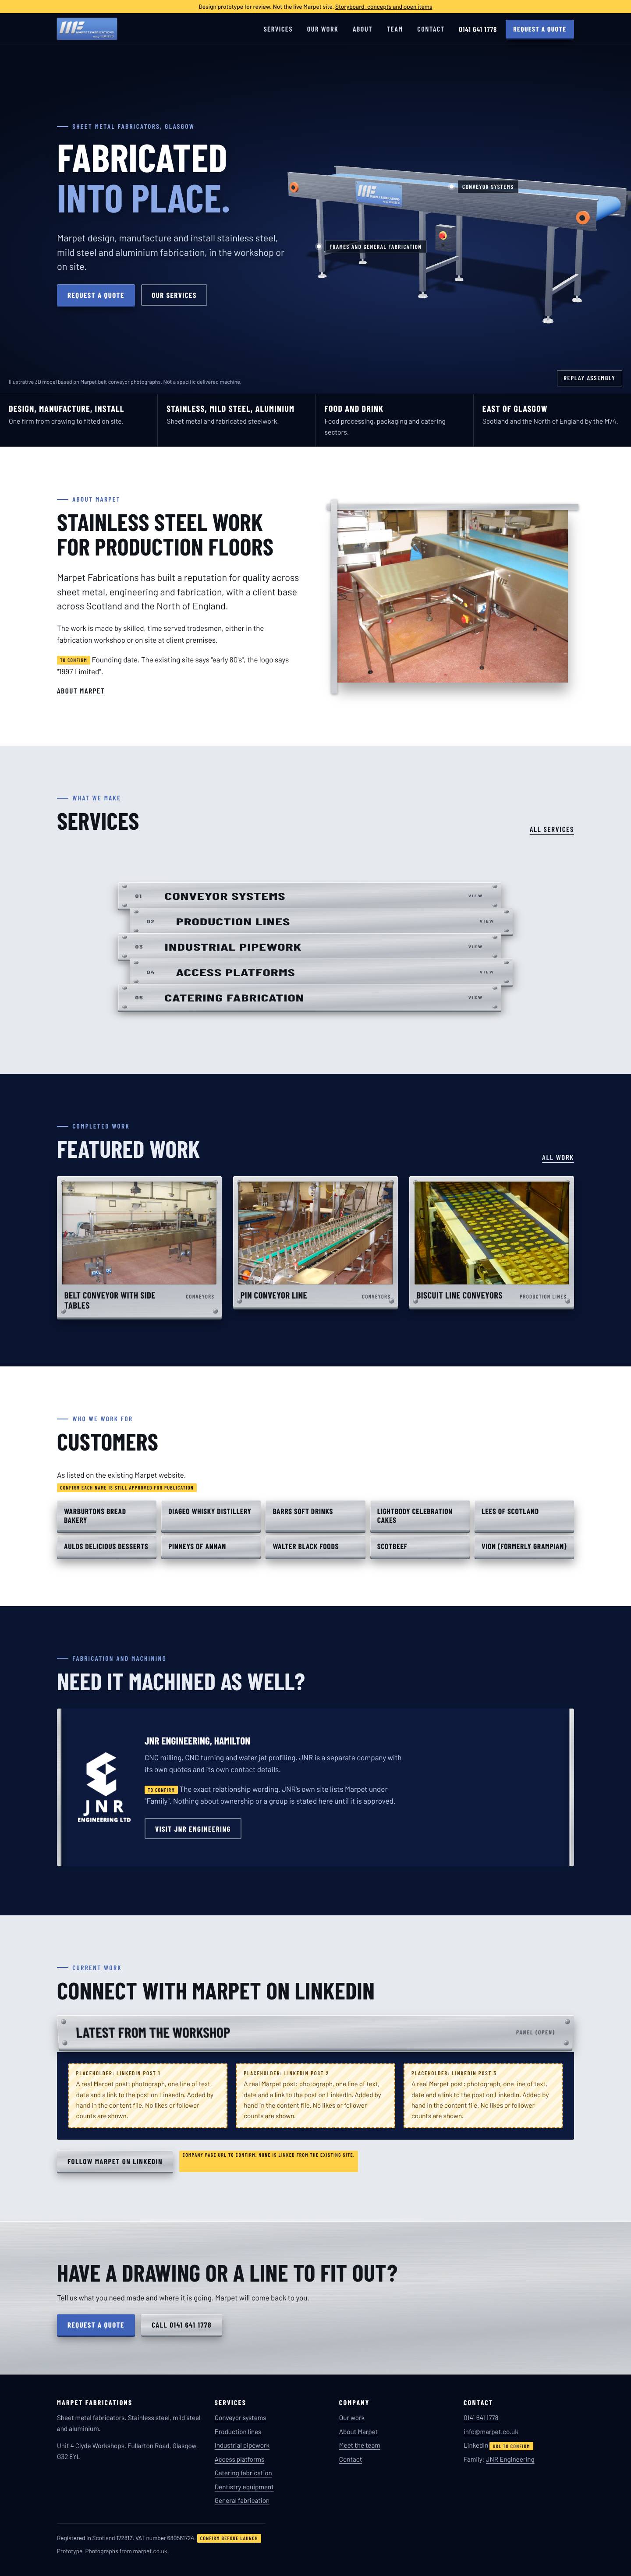 Design prototype for review. Not the live Marpet site. Storyboard, concepts and open items
ME MARPET FABRICATIONS
SERVICES OUR WORK ABOUT TEAM CONTACT 0141 641 1778 REQUEST A QUOTE
SHEET METAL FABRICATORS, GLASGOW
FABRICATED
INTO PLACE.
Marpet design, manufacture and install stainless steel,
mild steel and aluminium fabrication, in the workshop or
on site.
REQUEST A QUOTE OUR SERVICES
CONVEYOR SYSTEMS
FRAMES AND GENERAL FABRICATION
Illustrative 3D model based on Marpet belt conveyor photographs. Not a specific delivered machine.
REPLAY ASSEMBLY
DESIGN, MANUFACTURE, INSTALL
One firm from drawing to fitted on site.
STAINLESS, MILD STEEL, ALUMINIUM
Sheet metal and fabricated steelwork.
FOOD AND DRINK
Food processing, packaging and catering
sectors.
EAST OF GLASGOW
Scotland and the North of England by the M74.
ABOUT MARPET
STAINLESS STEEL WORK
FOR PRODUCTION FLOORS
Marpet Fabrications has built a reputation for quality across
sheet metal, engineering and fabrication, with a client base
across Scotland and the North of England.
The work is made by skilled, time served tradesmen, either in the
fabrication workshop or on site at client premises.
TO CONFIRM Founding date. The existing site says "early 80's", the logo says
"1997 Limited".
ABOUT MARPET
WHAT WE MAKE
SERVICES
ALL SERVICES
01 CONVEYOR SYSTEMS VIEW
02 PRODUCTION LINES VIEW
03 INDUSTRIAL PIPEWORK VIEW
04 ACCESS PLATFORMS VIEW
05 CATERING FABRICATION VIEW
COMPLETED WORK
FEATURED WORK
ALL WORK
BELT CONVEYOR WITH SIDE
TABLES
CONVEYORS
PIN CONVEYOR LINE
CONVEYORS
BISCUIT LINE CONVEYORS
PRODUCTION LINES
WHO WE WORK FOR
CUSTOMERS
As listed on the existing Marpet website.
CONFIRM EACH NAME IS STILL APPROVED FOR PUBLICATION
WARBURTONS BREAD
BAKERY
DIAGEO WHISKY DISTILLERY
BARRS SOFT DRINKS
LIGHTBODY CELEBRATION
CAKES
LEES OF SCOTLAND
AULDS DELICIOUS DESSERTS
PINNEYS OF ANNAN
WALTER BLACK FOODS
SCOTBEEF
VION (FORMERLY GRAMPIAN)
FABRICATION AND MACHINING
NEED IT MACHINED AS WELL?
JNR
ENGINEERING LTD
JNR ENGINEERING, HAMILTON
CNC milling, CNC turning and water jet profiling. JNR is a separate company with
its own quotes and its own contact details.
TO CONFIRM The exact relationship wording. JNR's own site lists Marpet under
"Family". Nothing about ownership or a group is stated here until it is approved.
VISIT JNR ENGINEERING
CURRENT WORK
CONNECT WITH MARPET ON LINKEDIN
LATEST FROM THE WORKSHOP PANEL (OPEN)
PLACEHOLDER: LINKEDIN POST 1
A real Marpet post: photograph, one line of text,
date and a link to the post on LinkedIn. Added by
hand in the content file. No likes or follower
counts are shown.
PLACEHOLDER: LINKEDIN POST 2
A real Marpet post: photograph, one line of text,
date and a link to the post on LinkedIn. Added by
hand in the content file. No likes or follower
counts are shown.
PLACEHOLDER: LINKEDIN POST 3
A real Marpet post: photograph, one line of text,
date and a link to the post on LinkedIn. Added by
hand in the content file. No likes or follower
counts are shown.
FOLLOW MARPET ON LINKEDIN
COMPANY PAGE URL TO CONFIRM. NONE IS LINKED FROM THE EXISTING SITE.
HAVE A DRAWING OR A LINE TO FIT OUT?
Tell us what you need made and where it is going. Marpet will come back to you.
REQUEST A QUOTE CALL 0141 641 1778
MARPET FABRICATIONS
Sheet metal fabricators. Stainless steel, mild steel
and aluminium.
Unit 4 Clyde Workshops, Fullarton Road, Glasgow,
G32 8YL
SERVICES
Conveyor systems
Production lines
Industrial pipework
Access platforms
Catering fabrication
Dentistry equipment
General fabrication
COMPANY
Our work
About Marpet
Meet the team
Contact
CONTACT
0141 641 1778
info@marpet.co.uk
LinkedIn URL TO CONFIRM
Family: JNR Engineering
Registered in Scotland 172812. VAT number 680561724. CONFIRM BEFORE LAUNCH
Prototype. Photographs from marpet.co.uk.